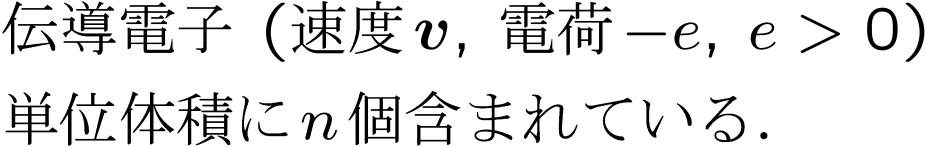 伝導電子 (速度 v, 電荷 −e, e > 0)
単位体積に n 個含まれている.